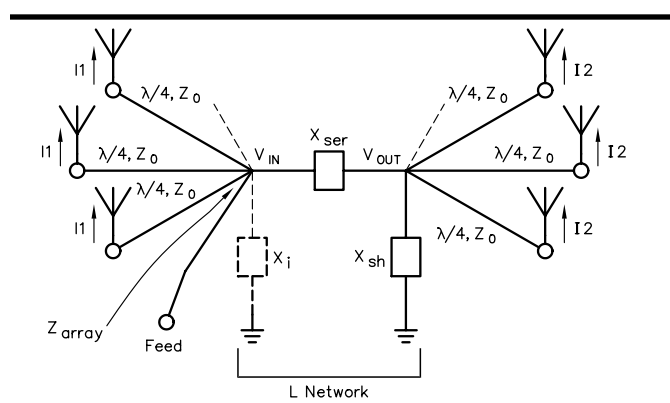 I1
λ/4, Z0
λ/4, Z0
I2
I1
λ/4, Z0
VIN
Xser
VOUT
λ/4, Z0
I2
I1
λ/4, Z0
λ/4, Z0
I2
Xi
Xsh
Zarray
Feed
L Network